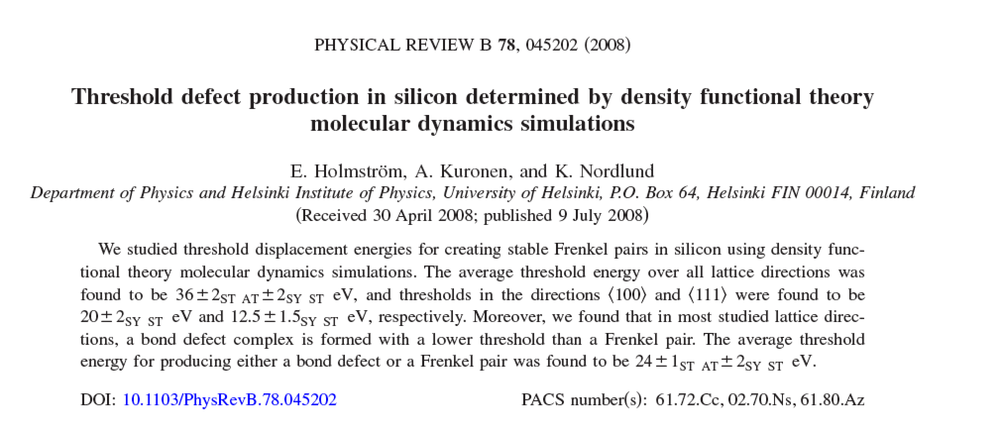 PHYSICAL REVIEW B 78, 045202 (2008)
Threshold defect production in silicon determined by density functional theory
molecular dynamics simulations
E. Holmström, A. Kuronen, and K. Nordlund
Department of Physics and Helsinki Institute of Physics, University of Helsinki, P.O. Box 64, Helsinki FIN 00014, Finland
(Received 30 April 2008; published 9 July 2008)
We studied threshold displacement energies for creating stable Frenkel pairs in silicon using density func-
tional theory molecular dynamics simulations. The average threshold energy over all lattice directions was
found to be 36±2ST AT±2SY ST eV, and thresholds in the directions ⟨100⟩ and ⟨111⟩ were found to be
20±2SY ST eV and 12.5±1.5SY ST eV, respectively. Moreover, we found that in most studied lattice direc-
tions, a bond defect complex is formed with a lower threshold than a Frenkel pair. The average threshold
energy for producing either a bond defect or a Frenkel pair was found to be 24±1ST AT±2SY ST eV.
DOI: 10.1103/PhysRevB.78.045202 PACS number(s): 61.72.Cc, 02.70.Ns, 61.80.Az